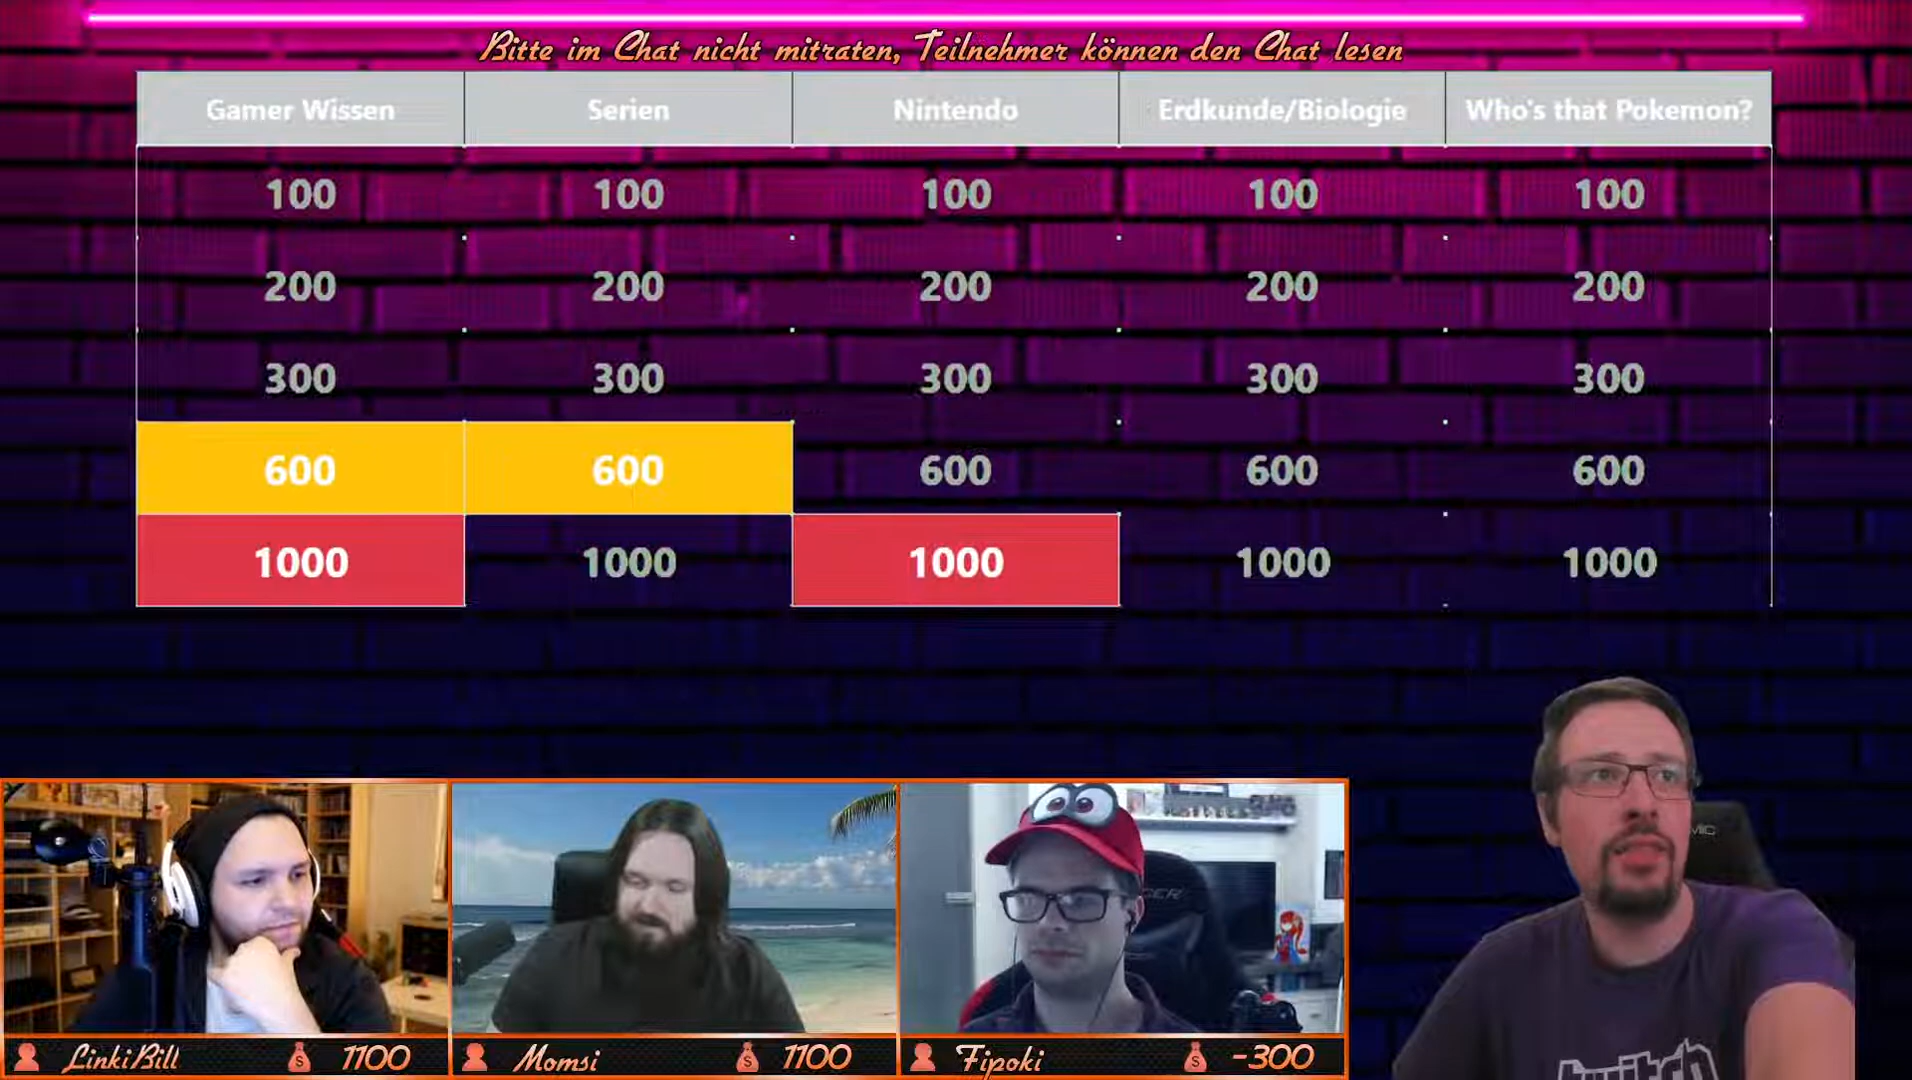 Bitte im Chat nicht mitraten, Teilnehmer können den Chat lesen
Gamer Wissen Serien Nintendo Erdkunde/Biologie Who's that Pokemon?
100 100 100 100 100
200 200 200 200 200
300 300 300 300 300
600 600 600 600 600
1000 1000 1000 1000 1000
LinkiBill $ 1100 Momsi $ 1100 Fipoki $ -300
twitch